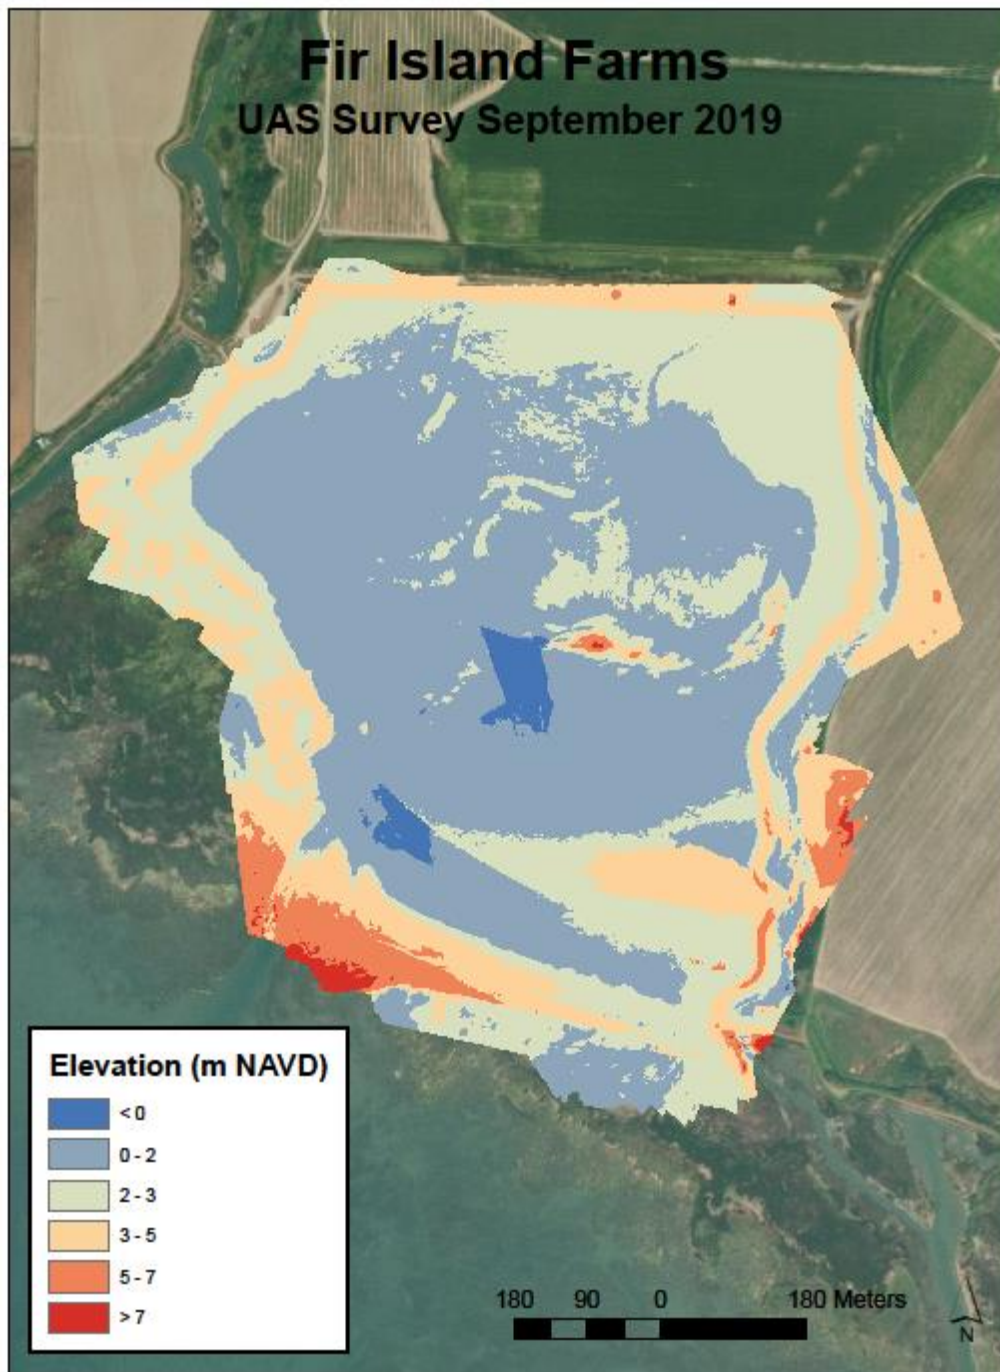 Fir Island Farms
UAS Survey September 2019
Elevation (m NAVD)
< 0
0 - 2
2 - 3
3 - 5
5 - 7
> 7
180 90 0 180 Meters
N